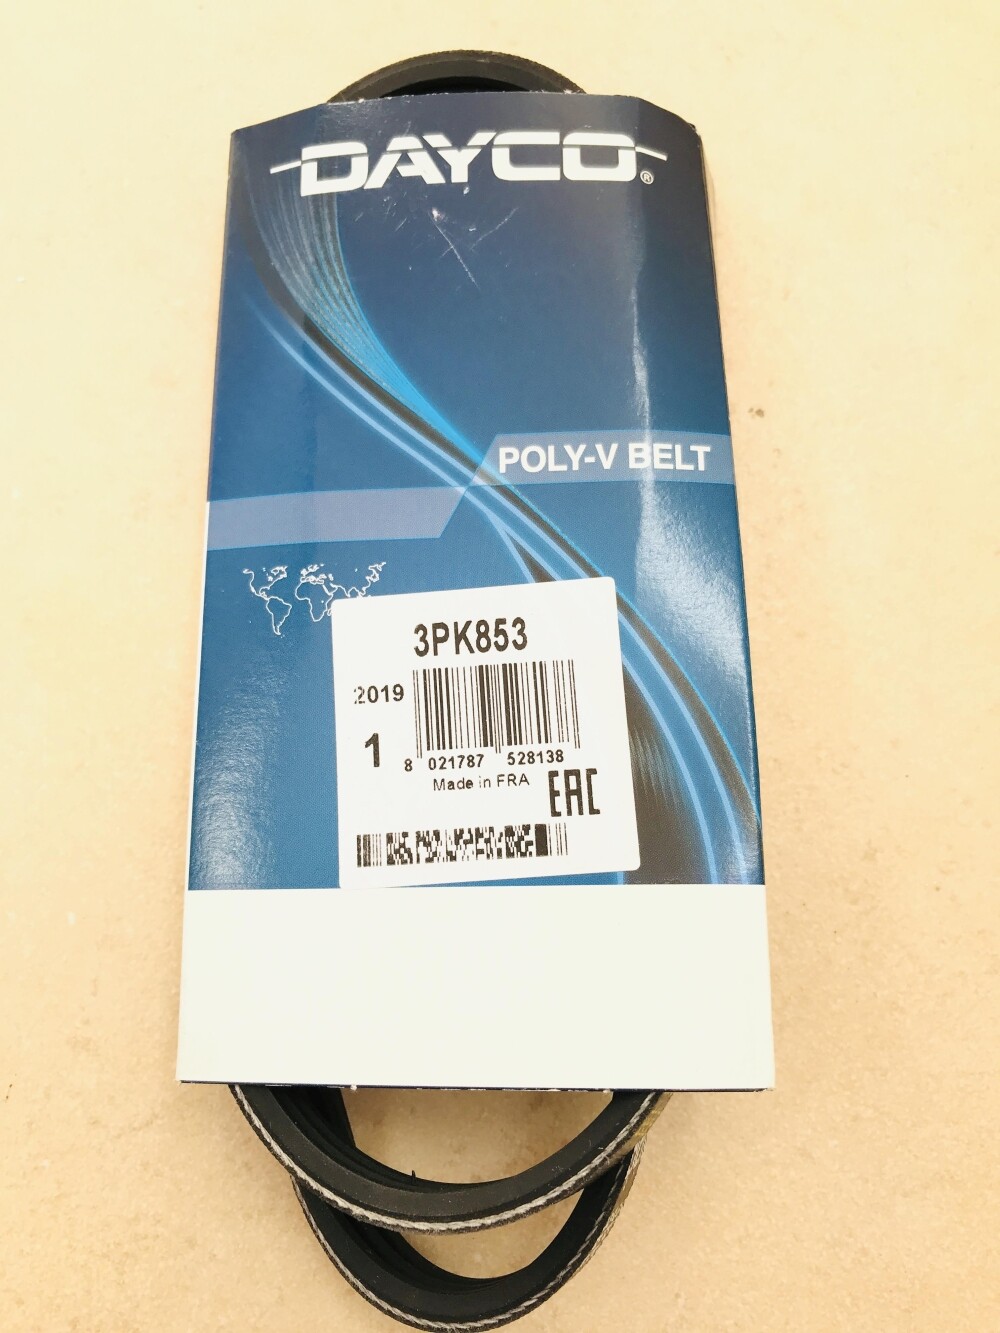 DAYCO®
POLY-V BELT
3PK853
2019
1
8 021787 528138
Made in FRA
EAC